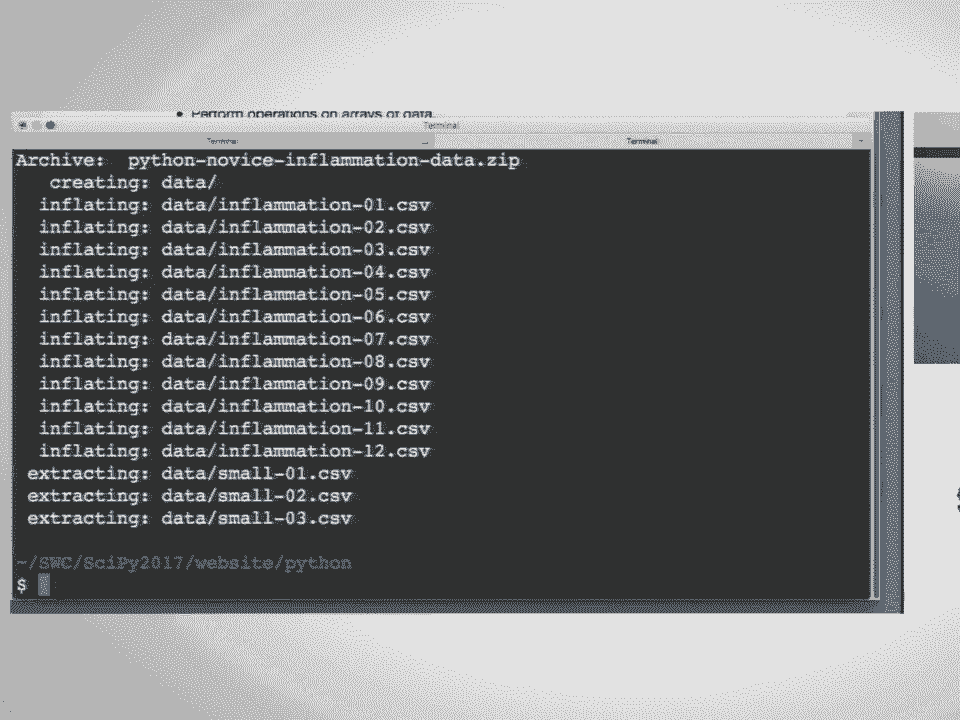 • Perform operations on arrays of data.
Terminal
Terminal
Terminal
Archive:  python-novice-inflammation-data.zip
   creating: data/
  inflating: data/inflammation-01.csv
  inflating: data/inflammation-02.csv
  inflating: data/inflammation-03.csv
  inflating: data/inflammation-04.csv
  inflating: data/inflammation-05.csv
  inflating: data/inflammation-06.csv
  inflating: data/inflammation-07.csv
  inflating: data/inflammation-08.csv
  inflating: data/inflammation-09.csv
  inflating: data/inflammation-10.csv
  inflating: data/inflammation-11.csv
  inflating: data/inflammation-12.csv
 extracting: data/small-01.csv
 extracting: data/small-02.csv
 extracting: data/small-03.csv
~/SWC/SciPy2017/website/python
$